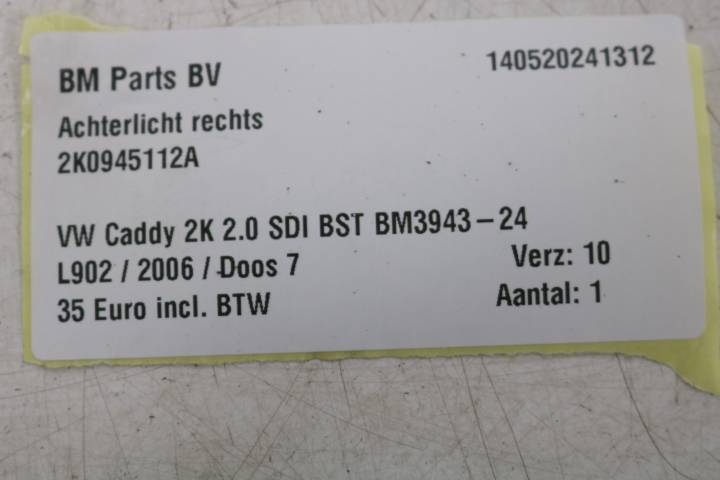 BM Parts BV 140520241312
Achterlicht rechts
2K0945112A
VW Caddy 2K 2.0 SDI BST BM3943-24
L902 / 2006 / Doos 7 Verz: 10
35 Euro incl. BTW Aantal: 1